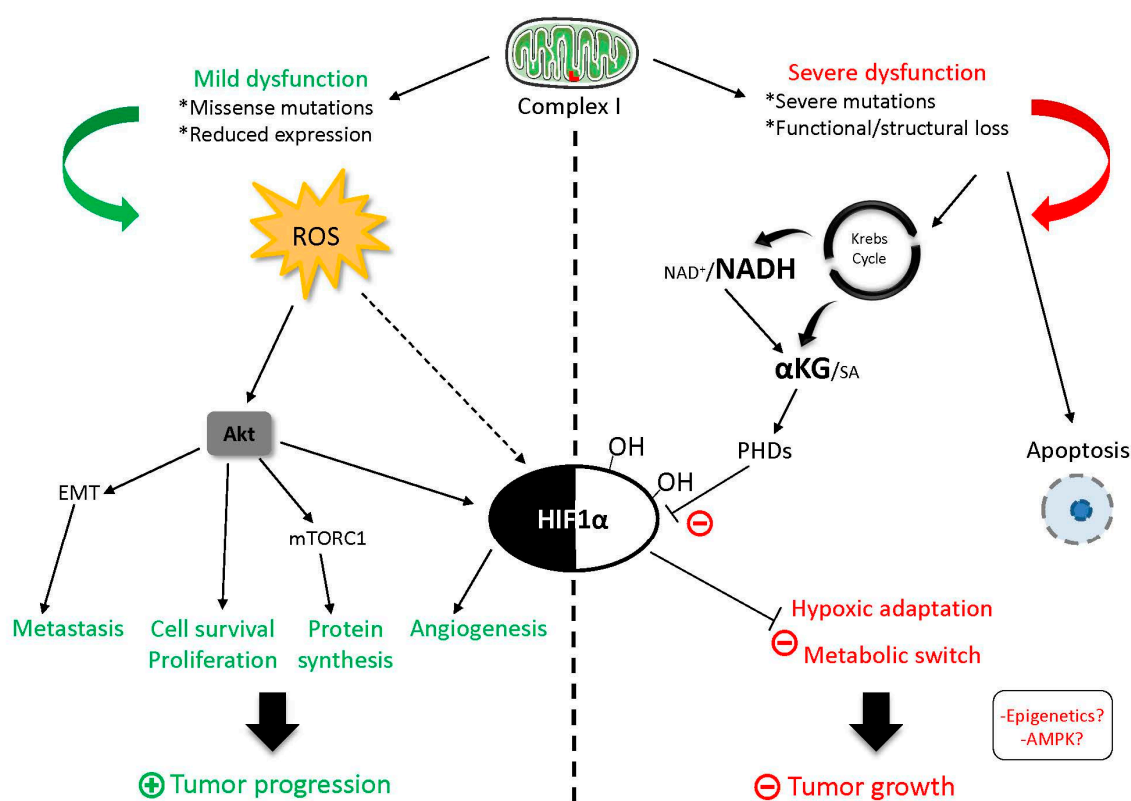 Complex I
Mild dysfunction
*Missense mutations
*Reduced expression
ROS
Akt
EMT
mTORC1
Metastasis
Cell survival
Proliferation
Protein
synthesis
Angiogenesis
⊕ Tumor progression
Severe dysfunction
*Severe mutations
*Functional/structural loss
Krebs
Cycle
NAD⁺/NADH
αKG/SA
PHDs
OH
OH
HIF1α
⊖
Apoptosis
Hypoxic adaptation
⊖ Metabolic switch
-Epigenetics?
-AMPK?
⊖ Tumor growth